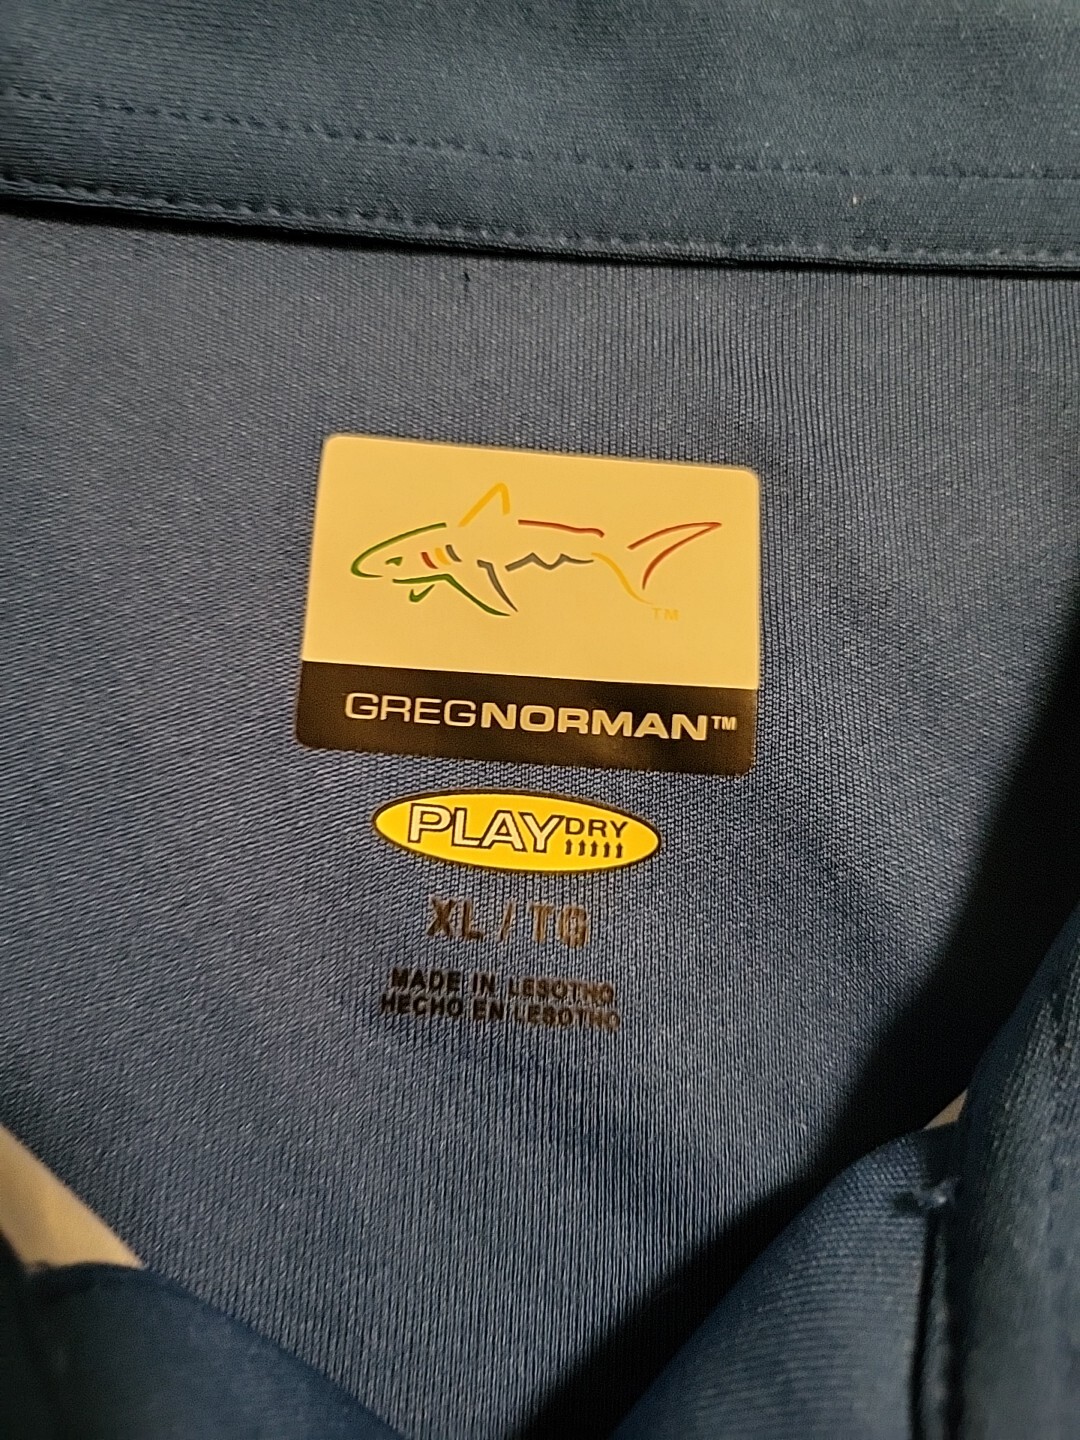 TM
GREGNORMAN™
PLAYDRY
XL / TG
MADE IN LESOTHO
HECHO EN LESOTHO